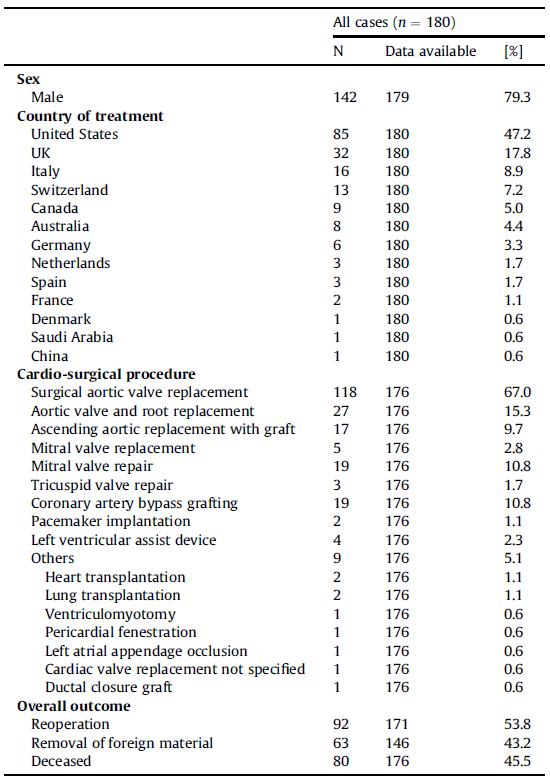 All cases (n = 180)
N Data available [%]
Sex
Male 142 179 79.3
Country of treatment
United States 85 180 47.2
UK 32 180 17.8
Italy 16 180 8.9
Switzerland 13 180 7.2
Canada 9 180 5.0
Australia 8 180 4.4
Germany 6 180 3.3
Netherlands 3 180 1.7
Spain 3 180 1.7
France 2 180 1.1
Denmark 1 180 0.6
Saudi Arabia 1 180 0.6
China 1 180 0.6
Cardio-surgical procedure
Surgical aortic valve replacement 118 176 67.0
Aortic valve and root replacement 27 176 15.3
Ascending aortic replacement with graft 17 176 9.7
Mitral valve replacement 5 176 2.8
Mitral valve repair 19 176 10.8
Tricuspid valve repair 3 176 1.7
Coronary artery bypass grafting 19 176 10.8
Pacemaker implantation 2 176 1.1
Left ventricular assist device 4 176 2.3
Others 9 176 5.1
Heart transplantation 2 176 1.1
Lung transplantation 2 176 1.1
Ventriculomyotomy 1 176 0.6
Pericardial fenestration 1 176 0.6
Left atrial appendage occlusion 1 176 0.6
Cardiac valve replacement not specified 1 176 0.6
Ductal closure graft 1 176 0.6
Overall outcome
Reoperation 92 171 53.8
Removal of foreign material 63 146 43.2
Deceased 80 176 45.5